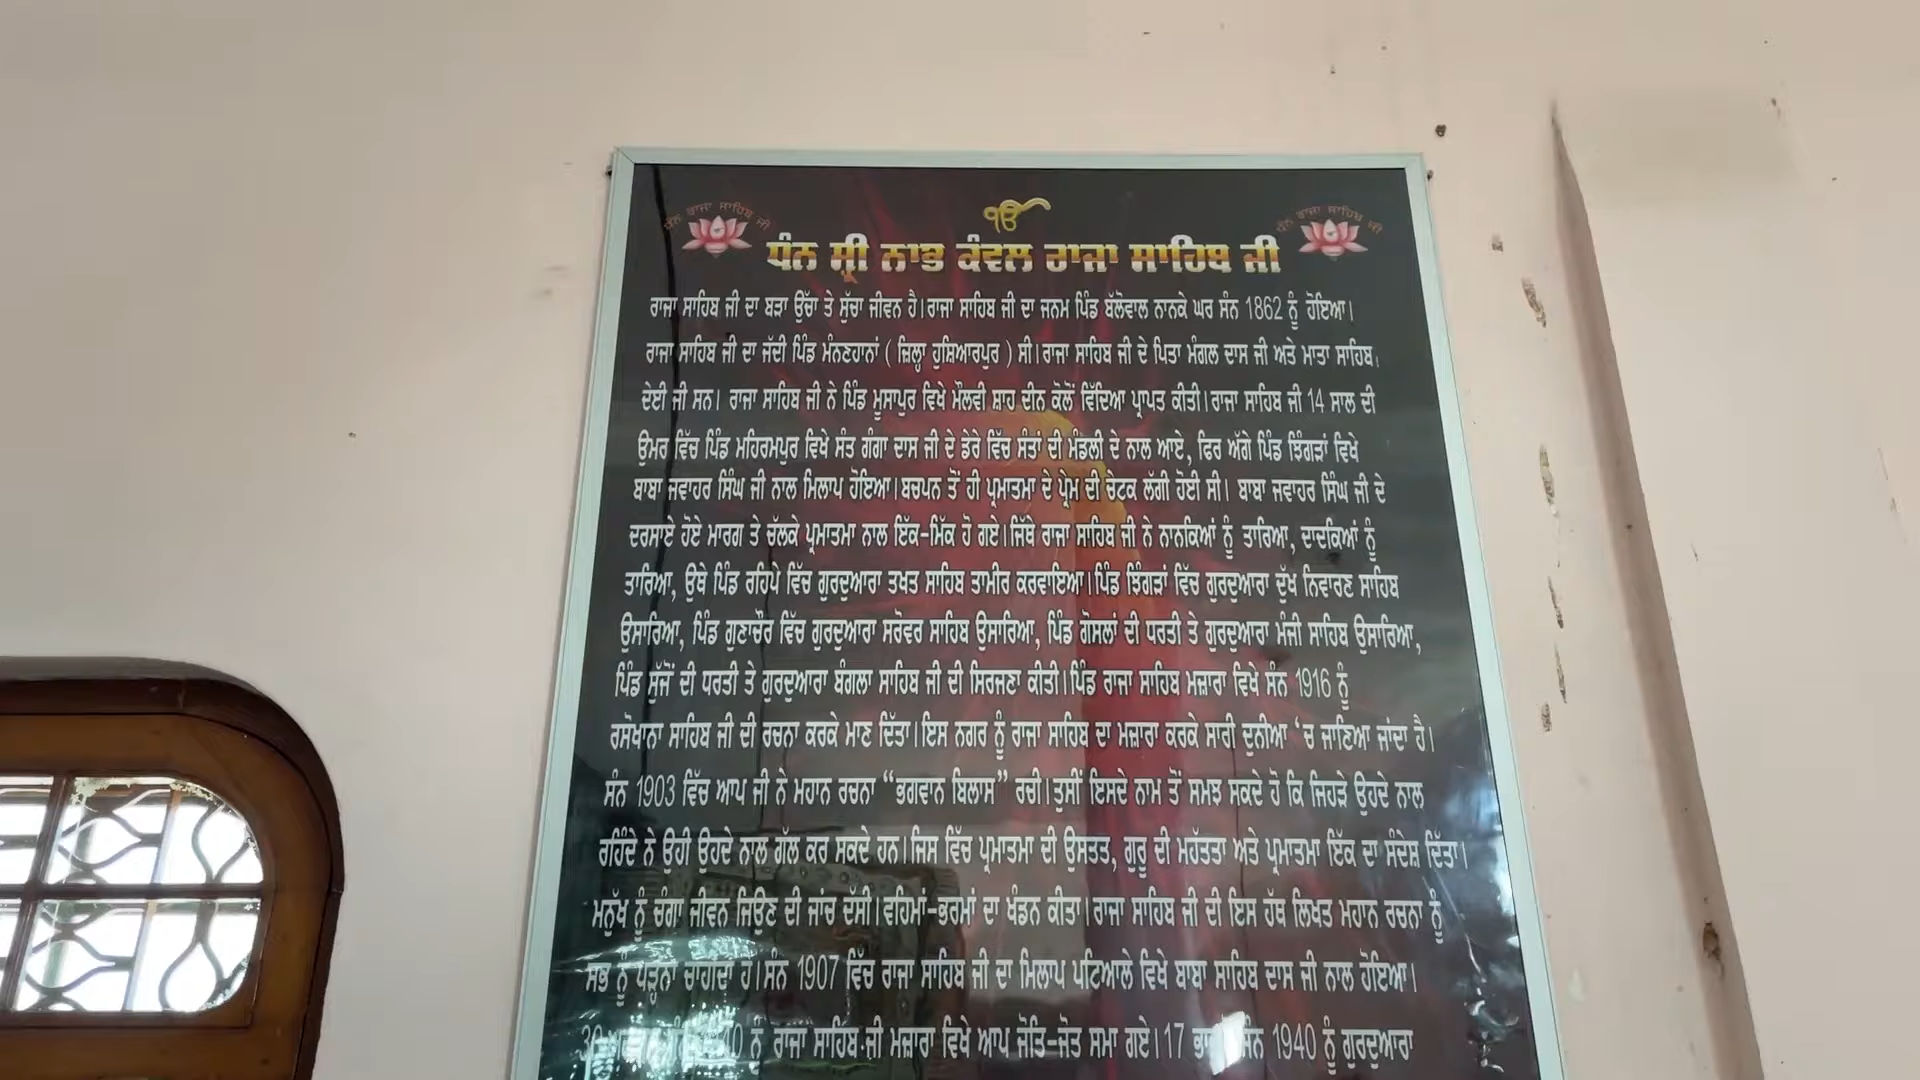 ੴ
ਧੰਨ ਰਾਜਾ ਸਾਹਿਬ ਜੀ
ਧੰਨ ਰਾਜਾ ਸਾਹਿਬ ਜੀ
ਧੰਨ ਸ੍ਰੀ ਨਾਭ ਕੰਵਲ ਰਾਜਾ ਸਾਹਿਬ ਜੀ
ਰਾਜਾ ਸਾਹਿਬ ਜੀ ਦਾ ਬੜਾ ਉੱਚਾ ਤੇ ਸੁੱਚਾ ਜੀਵਨ ਹੈ।ਰਾਜਾ ਸਾਹਿਬ ਜੀ ਦਾ ਜਨਮ ਪਿੰਡ ਬੱਲੋਵਾਲ ਨਾਨਕੇ ਘਰ ਸੰਨ 1862 ਨੂੰ ਹੋਇਆ।
ਰਾਜਾ ਸਾਹਿਬ ਜੀ ਦਾ ਜੱਦੀ ਪਿੰਡ ਮੰਨਣਹਾਨਾਂ ( ਜ਼ਿਲ੍ਹਾ ਹੁਸ਼ਿਆਰਪੁਰ ) ਸੀ।ਰਾਜਾ ਸਾਹਿਬ ਜੀ ਦੇ ਪਿਤਾ ਮੰਗਲ ਦਾਸ ਜੀ ਅਤੇ ਮਾਤਾ ਸਾਹਿਬ
ਦੇਈ ਜੀ ਸਨ। ਰਾਜਾ ਸਾਹਿਬ ਜੀ ਨੇ ਪਿੰਡ ਮੂਸਾਪੁਰ ਵਿਖੇ ਮੌਲਵੀ ਸ਼ਾਹ ਦੀਨ ਕੋਲੋਂ ਵਿੱਦਿਆ ਪ੍ਰਾਪਤ ਕੀਤੀ।ਰਾਜਾ ਸਾਹਿਬ ਜੀ 14 ਸਾਲ ਦੀ
ਉਮਰ ਵਿੱਚ ਪਿੰਡ ਮਹਿਰਮਪੁਰ ਵਿਖੇ ਸੰਤ ਗੰਗਾ ਦਾਸ ਜੀ ਦੇ ਡੇਰੇ ਵਿੱਚ ਸੰਤਾਂ ਦੀ ਮੰਡਲੀ ਦੇ ਨਾਲ ਆਏ, ਫਿਰ ਅੱਗੇ ਪਿੰਡ ਝਿੰਗੜਾਂ ਵਿਖੇ
ਬਾਬਾ ਜਵਾਹਰ ਸਿੰਘ ਜੀ ਨਾਲ ਮਿਲਾਪ ਹੋਇਆ।ਬਚਪਨ ਤੋਂ ਹੀ ਪ੍ਰਮਾਤਮਾ ਦੇ ਪ੍ਰੇਮ ਦੀ ਚੇਟਕ ਲੱਗੀ ਹੋਈ ਸੀ। ਬਾਬਾ ਜਵਾਹਰ ਸਿੰਘ ਜੀ ਦੇ
ਦਰਸਾਏ ਹੋਏ ਮਾਰਗ ਤੇ ਚੱਲਕੇ ਪ੍ਰਮਾਤਮਾ ਨਾਲ ਇੱਕ-ਮਿੱਕ ਹੋ ਗਏ।ਜਿੱਥੇ ਰਾਜਾ ਸਾਹਿਬ ਜੀ ਨੇ ਨਾਨਕਿਆਂ ਨੂੰ ਤਾਰਿਆ, ਦਾਦਕਿਆਂ ਨੂੰ
ਤਾਰਿਆ, ਉਥੇ ਪਿੰਡ ਰਹਿਪੇ ਵਿੱਚ ਗੁਰਦੁਆਰਾ ਤਖਤ ਸਾਹਿਬ ਤਾਮੀਰ ਕਰਵਾਇਆ।ਪਿੰਡ ਝਿੰਗੜਾਂ ਵਿੱਚ ਗੁਰਦੁਆਰਾ ਦੁੱਖ ਨਿਵਾਰਣ ਸਾਹਿਬ
ਉਸਾਰਿਆ, ਪਿੰਡ ਗੁਣਾਚੌਰ ਵਿੱਚ ਗੁਰਦੁਆਰਾ ਸਰੋਵਰ ਸਾਹਿਬ ਉਸਾਰਿਆ, ਪਿੰਡ ਗੋਸਲਾਂ ਦੀ ਧਰਤੀ ਤੇ ਗੁਰਦੁਆਰਾ ਮੰਜੀ ਸਾਹਿਬ ਉਸਾਰਿਆ,
ਪਿੰਡ ਸੁੱਜੋਂ ਦੀ ਧਰਤੀ ਤੇ ਗੁਰਦੁਆਰਾ ਬੰਗਲਾ ਸਾਹਿਬ ਜੀ ਦੀ ਸਿਰਜਣਾ ਕੀਤੀ।ਪਿੰਡ ਰਾਜਾ ਸਾਹਿਬ ਮਜ਼ਾਰਾ ਵਿਖੇ ਸੰਨ 1916 ਨੂੰ
ਰਸੋਖਾਨਾ ਸਾਹਿਬ ਜੀ ਦੀ ਰਚਨਾ ਕਰਕੇ ਮਾਣ ਦਿੱਤਾ।ਇਸ ਨਗਰ ਨੂੰ ਰਾਜਾ ਸਾਹਿਬ ਦਾ ਮਜ਼ਾਰਾ ਕਰਕੇ ਸਾਰੀ ਦੁਨੀਆ ‘ਚ ਜਾਣਿਆ ਜਾਂਦਾ ਹੈ।
ਸੰਨ 1903 ਵਿੱਚ ਆਪ ਜੀ ਨੇ ਮਹਾਨ ਰਚਨਾ “ਭਗਵਾਨ ਬਿਲਾਸ” ਰਚੀ।ਤੁਸੀਂ ਇਸਦੇ ਨਾਮ ਤੋਂ ਸਮਝ ਸਕਦੇ ਹੋ ਕਿ ਜਿਹੜੇ ਉਹਦੇ ਨਾਲ
ਰਹਿੰਦੇ ਨੇ ਉਹੀ ਉਹਦੇ ਨਾਲ ਗੱਲ ਕਰ ਸਕਦੇ ਹਨ।ਜਿਸ ਵਿੱਚ ਪ੍ਰਮਾਤਮਾ ਦੀ ਉਸਤਤ, ਗੁਰੂ ਦੀ ਮਹੱਤਤਾ ਅਤੇ ਪ੍ਰਮਾਤਮਾ ਇੱਕ ਦਾ ਸੰਦੇਸ਼ ਦਿੱਤਾ।
ਮਨੁੱਖ ਨੂੰ ਚੰਗਾ ਜੀਵਨ ਜਿਉਣ ਦੀ ਜਾਂਚ ਦੱਸੀ।ਵਹਿਮਾਂ-ਭਰਮਾਂ ਦਾ ਖੰਡਨ ਕੀਤਾ।ਰਾਜਾ ਸਾਹਿਬ ਜੀ ਦੀ ਇਸ ਹੱਥ ਲਿਖਤ ਮਹਾਨ ਰਚਨਾ ਨੂੰ
ਸਭ ਨੂੰ ਪੜ੍ਹਨਾ ਚਾਹੀਦਾ ਹੈ।ਸੰਨ 1907 ਵਿੱਚ ਰਾਜਾ ਸਾਹਿਬ ਜੀ ਦਾ ਮਿਲਾਪ ਪਟਿਆਲੇ ਵਿਖੇ ਬਾਬਾ ਸਾਹਿਬ ਦਾਸ ਜੀ ਨਾਲ ਹੋਇਆ।
ਨੂੰ ਰਾਜਾ ਸਾਹਿਬ ਜੀ ਮਜ਼ਾਰਾ ਵਿਖੇ ਆਪ ਜੋਤਿ-ਜੋਤ ਸਮਾ ਗਏ।17 ਸੰਨ 1940 ਨੂੰ ਗੁਰਦੁਆਰਾ